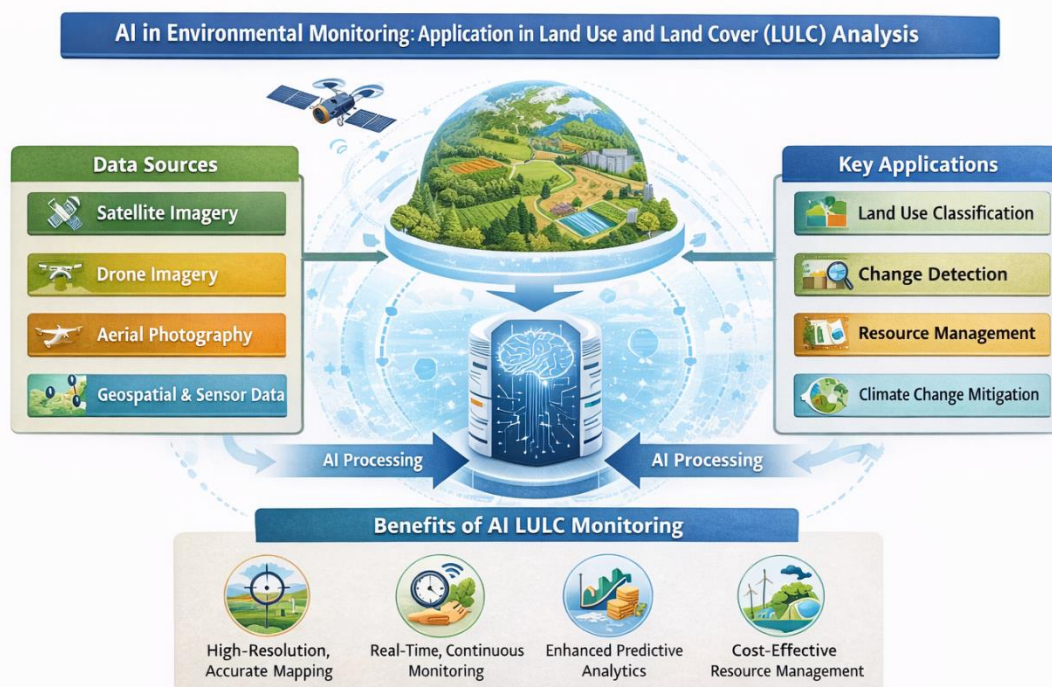 AI in Environmental Monitoring: Application in Land Use and Land Cover (LULC) Analysis
Data Sources
Satellite Imagery
Drone Imagery
Aerial Photography
Geospatial & Sensor Data
Key Applications
Land Use Classification
Change Detection
Resource Management
Climate Change Mitigation
AI Processing
AI Processing
Benefits of AI LULC Monitoring
High-Resolution,
Accurate Mapping
Real-Time, Continuous
Monitoring
Enhanced Predictive
Analytics
Cost-Effective
Resource Management